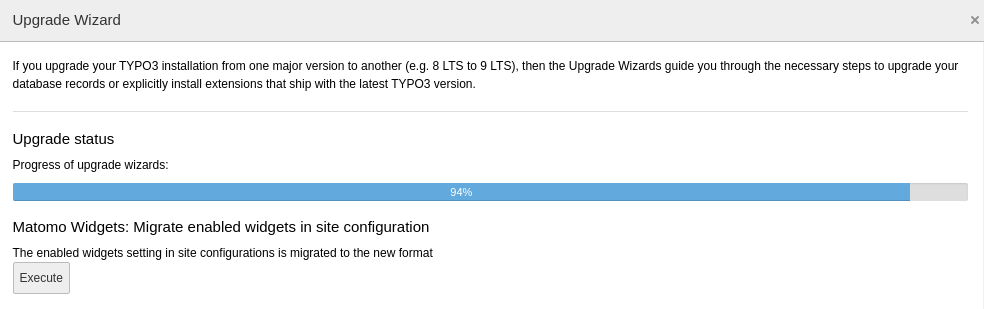 Upgrade Wizard
×
If you upgrade your TYPO3 installation from one major version to another (e.g. 8 LTS to 9 LTS), then the Upgrade Wizards guide you through the necessary steps to upgrade your
database records or explicitly install extensions that ship with the latest TYPO3 version.
Upgrade status
Progress of upgrade wizards:
94%
Matomo Widgets: Migrate enabled widgets in site configuration
The enabled widgets setting in site configurations is migrated to the new format
Execute